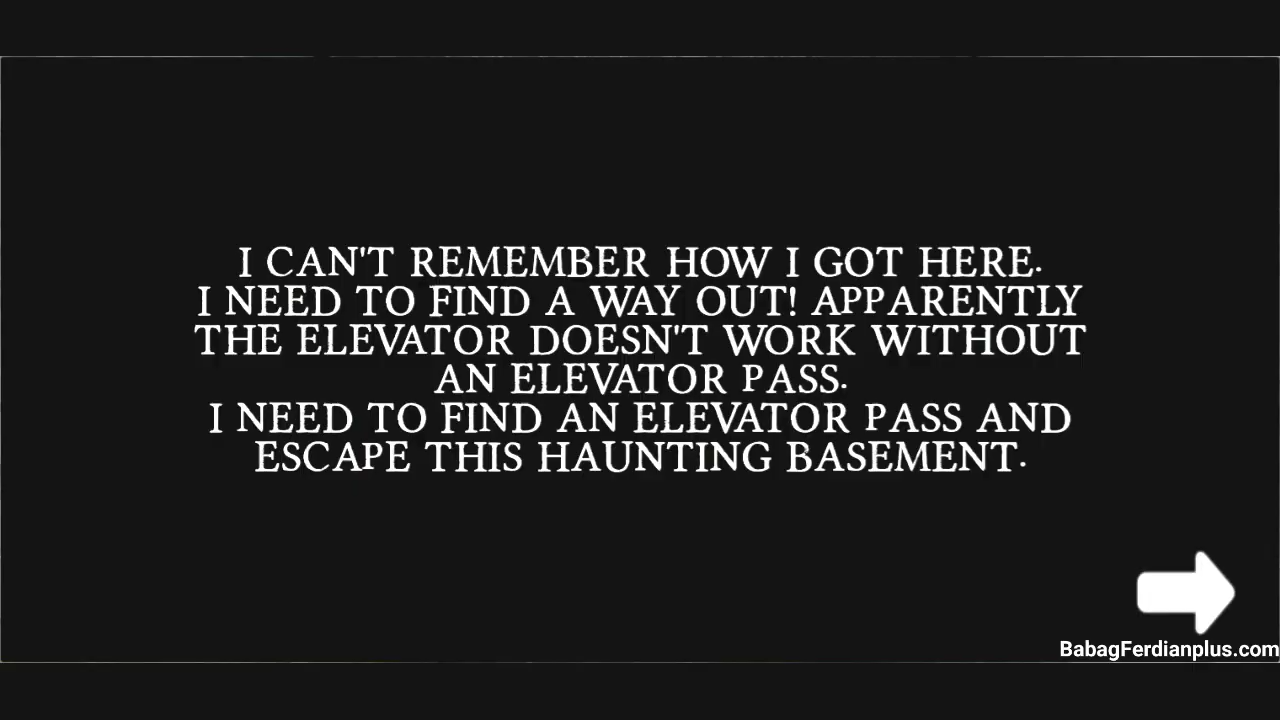 I CAN'T REMEMBER HOW I GOT HERE.
I NEED TO FIND A WAY OUT! APPARENTLY
THE ELEVATOR DOESN'T WORK WITHOUT
AN ELEVATOR PASS.
I NEED TO FIND AN ELEVATOR PASS AND
ESCAPE THIS HAUNTING BASEMENT.
BabagFerdianplus.com